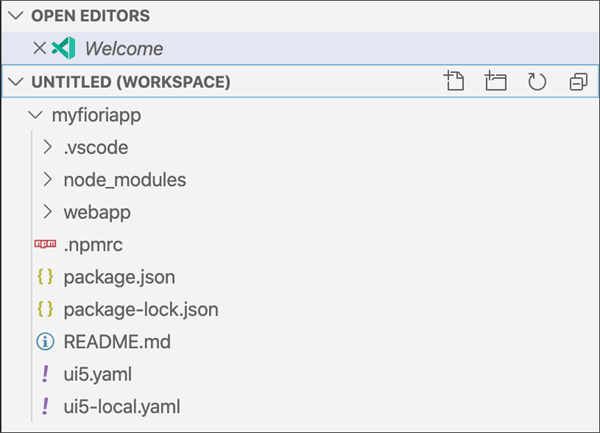 OPEN EDITORS
Welcome
UNTITLED (WORKSPACE)
myfioriapp
.vscode
node_modules
webapp
.npmrc
package.json
package-lock.json
README.md
ui5.yaml
ui5-local.yaml